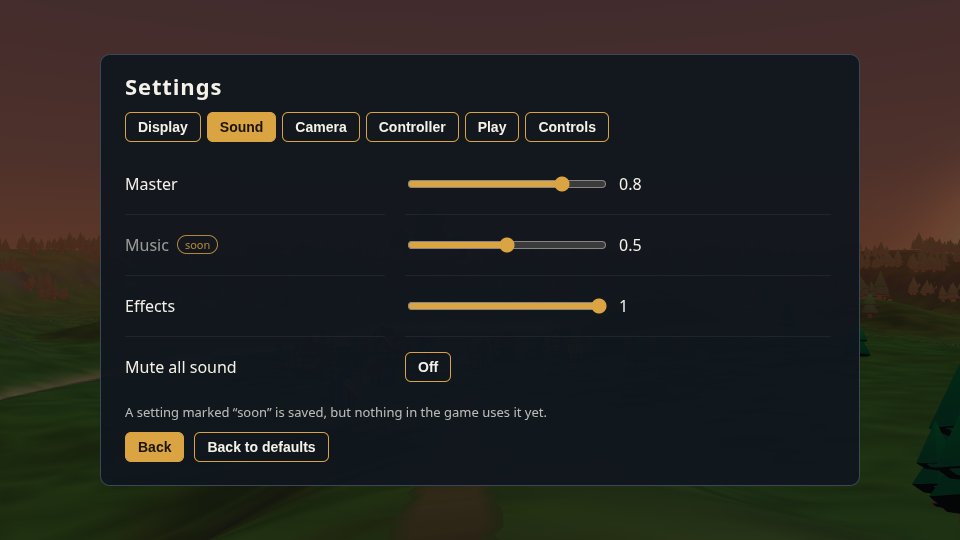 Settings
Display Sound Camera Controller Play Controls
Master 0.8
Music soon 0.5
Effects 1
Mute all sound Off
A setting marked “soon” is saved, but nothing in the game uses it yet.
Back Back to defaults